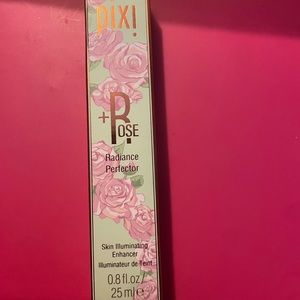 pixi
+ROSE
Radiance
Perfector
Skin Illuminating
Enhancer
Illuminateur de Teint
0.8 fl.oz/
25 ml e